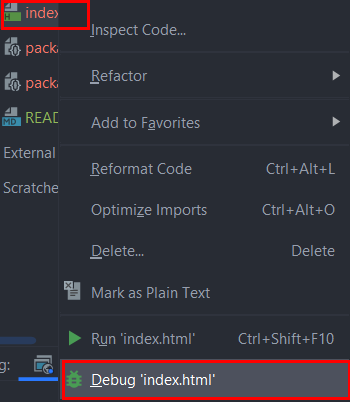 index
Inspect Code...
packa
Refactor
packa
READ
Add to Favorites
External
Reformat Code Ctrl+Alt+L
Scratche
Optimize Imports Ctrl+Alt+O
Delete... Delete
Mark as Plain Text
Run 'index.html' Ctrl+Shift+F10
g:
Debug 'index.html'